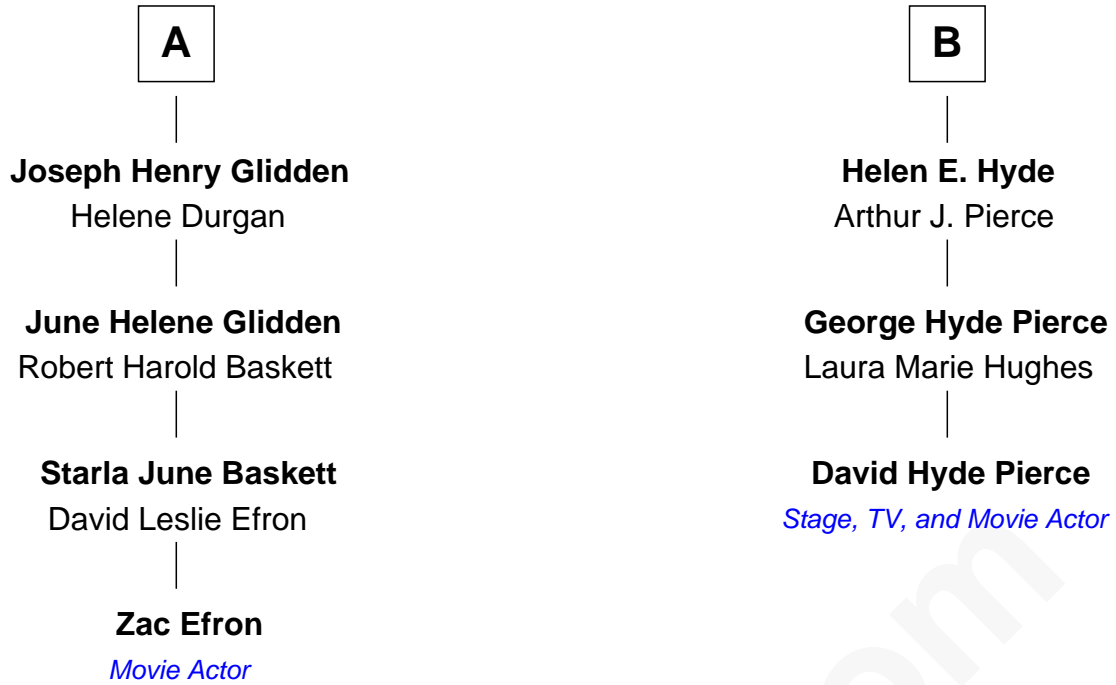 A
Joseph Henry Glidden
Helene Durgan
June Helene Glidden
Robert Harold Baskett
Starla June Baskett
David Leslie Efron
Zac Efron
Movie Actor
B
Helen E. Hyde
Arthur J. Pierce
George Hyde Pierce
Laura Marie Hughes
David Hyde Pierce
Stage, TV, and Movie Actor
om